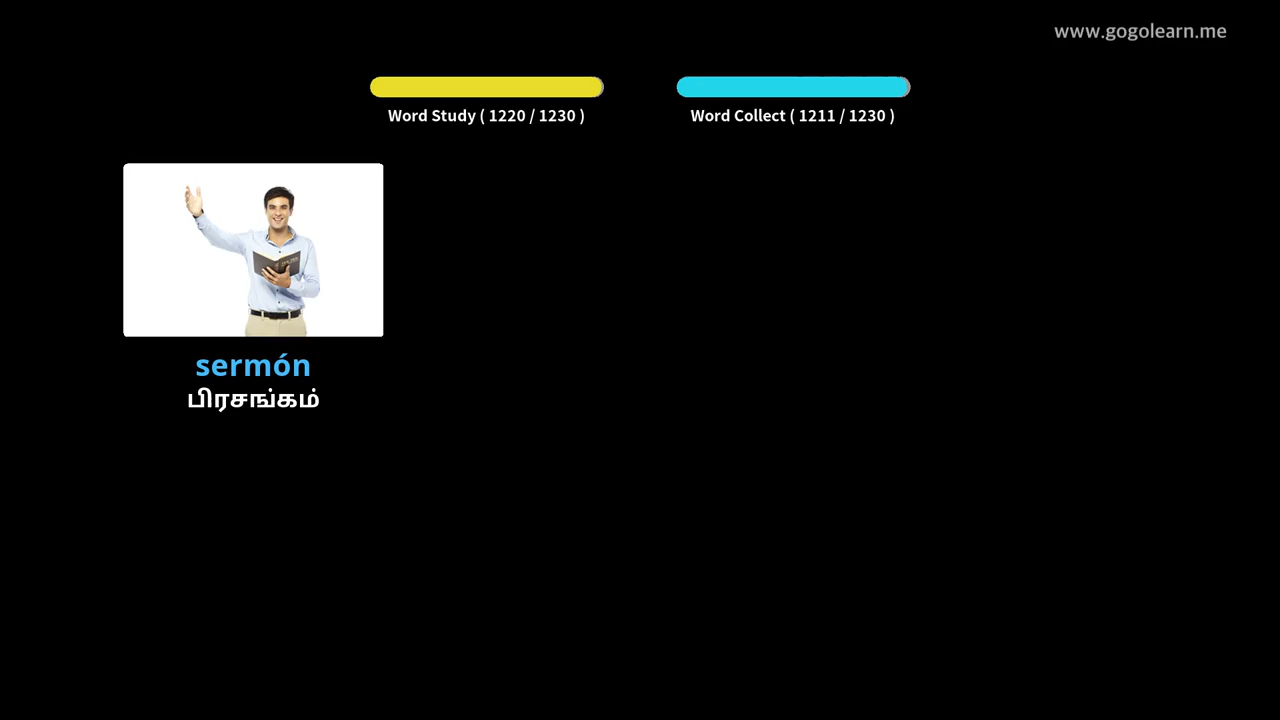 www.gogolearn.me
Word Study ( 1220 / 1230 )
Word Collect ( 1211 / 1230 )
sermón
பிரசங்கம்